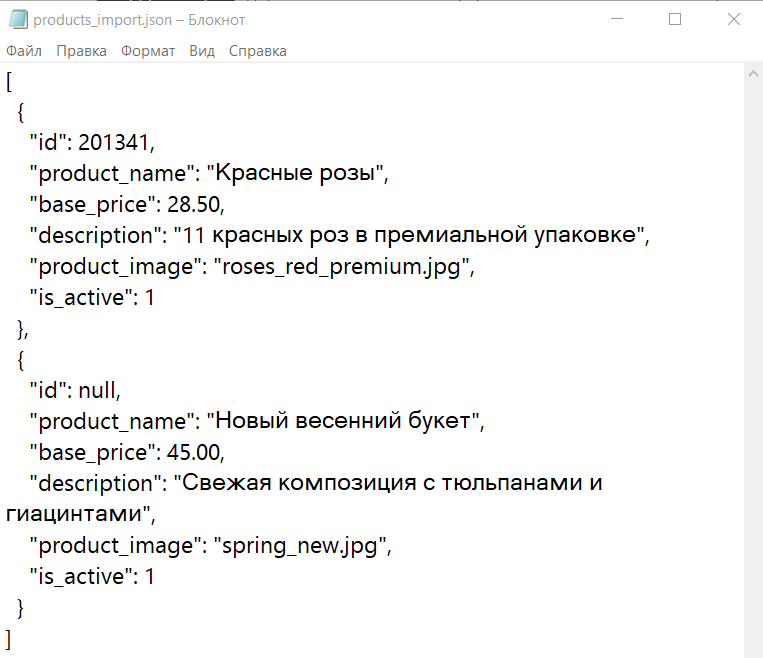 products_import.json – Блокнот
Файл Правка Формат Вид Справка
[
  {
    "id": 201341,
    "product_name": "Красные розы",
    "base_price": 28.50,
    "description": "11 красных роз в премиальной упаковке",
    "product_image": "roses_red_premium.jpg",
    "is_active": 1
  },
  {
    "id": null,
    "product_name": "Новый весенний букет",
    "base_price": 45.00,
    "description": "Свежая композиция с тюльпанами и
гиацинтами",
    "product_image": "spring_new.jpg",
    "is_active": 1
  }
]